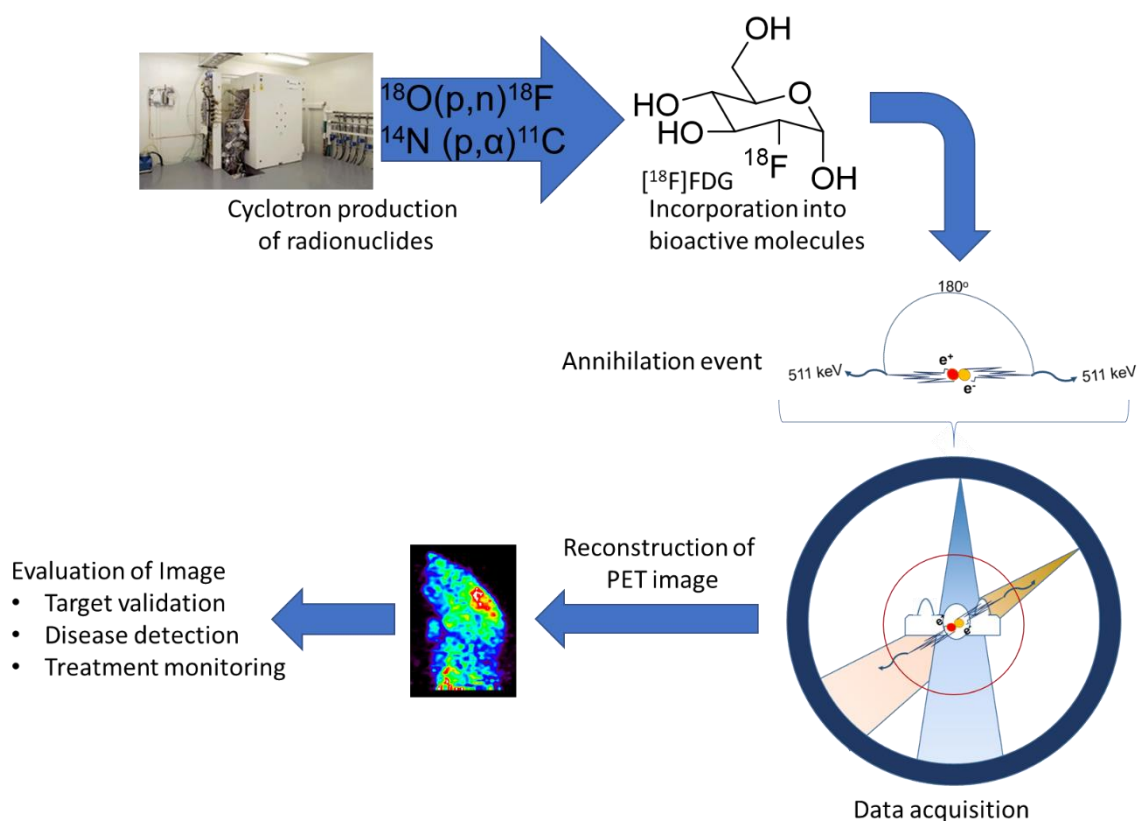 ¹⁸O(p,n)¹⁸F
¹⁴N (p,α)¹¹C
Cyclotron production
of radionuclides
OH
O
HO
HO
¹⁸F
OH
[¹⁸F]FDG
Incorporation into
bioactive molecules
180º
Annihilation event
511 keV
e⁺
e⁻
511 keV
Reconstruction of
PET image
Evaluation of Image
• Target validation
• Disease detection
• Treatment monitoring
Data acquisition